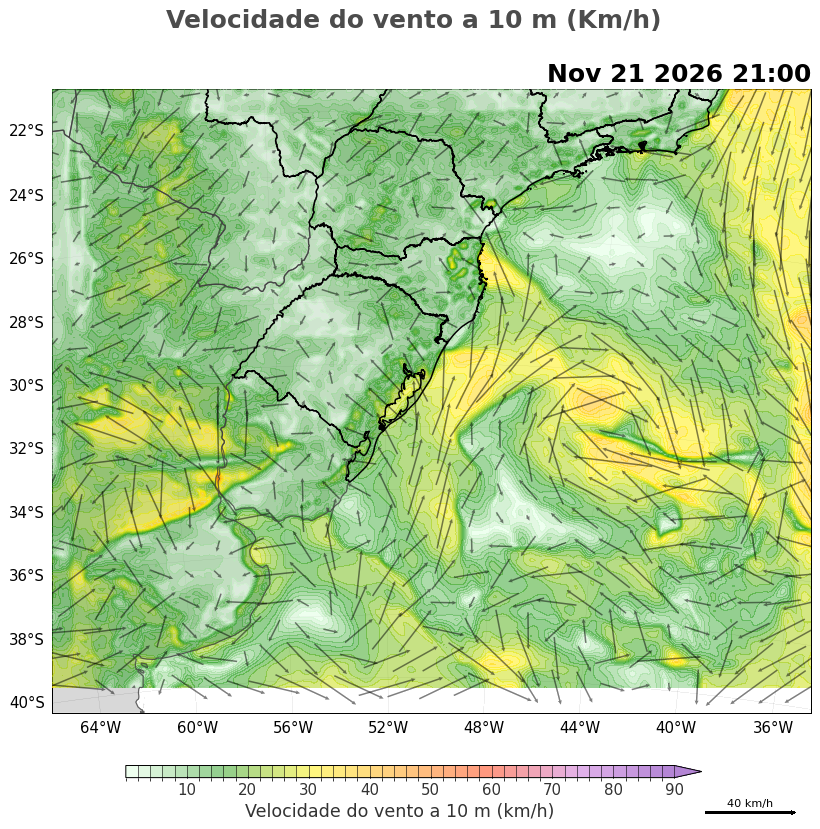 Velocidade do vento a 10 m (Km/h)
Nov 21 2026 21:00
22°S
24°S
26°S
28°S
30°S
32°S
34°S
36°S
38°S
40°S
64°W 60°W 56°W 52°W 48°W 44°W 40°W 36°W
10 20 30 40 50 60 70 80 90
Velocidade do vento a 10 m (km/h)
40 km/h